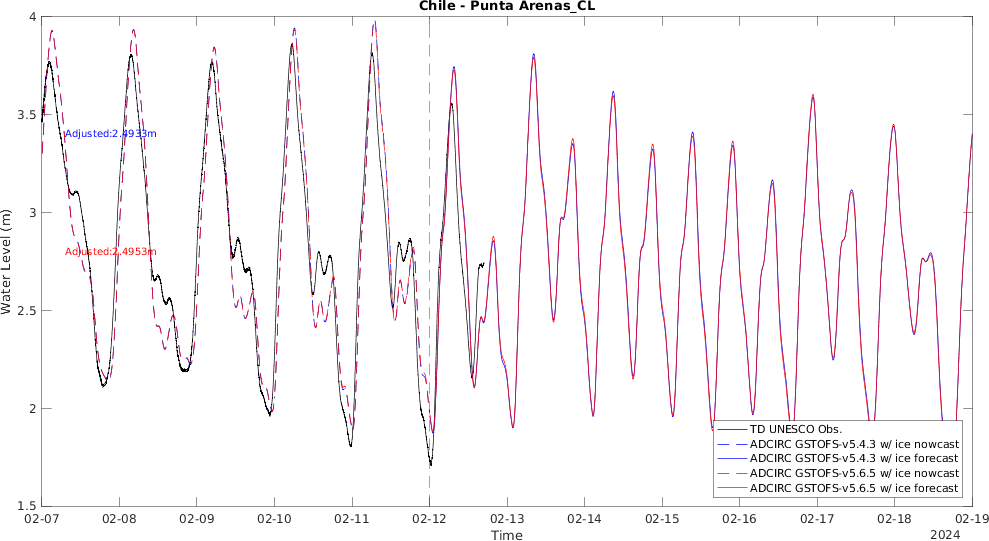 Chile - Punta Arenas_CL
4
3.5
3
2.5
2
1.5
Water Level (m)
Adjusted:2.4933m
Adjusted:2.4953m
TD UNESCO Obs.
ADCIRC GSTOFS-v5.4.3 w/ ice nowcast
ADCIRC GSTOFS-v5.4.3 w/ ice forecast
ADCIRC GSTOFS-v5.6.5 w/ ice nowcast
ADCIRC GSTOFS-v5.6.5 w/ ice forecast
02-07 02-08 02-09 02-10 02-11 02-12 02-13 02-14 02-15 02-16 02-17 02-18 02-19
Time
2024